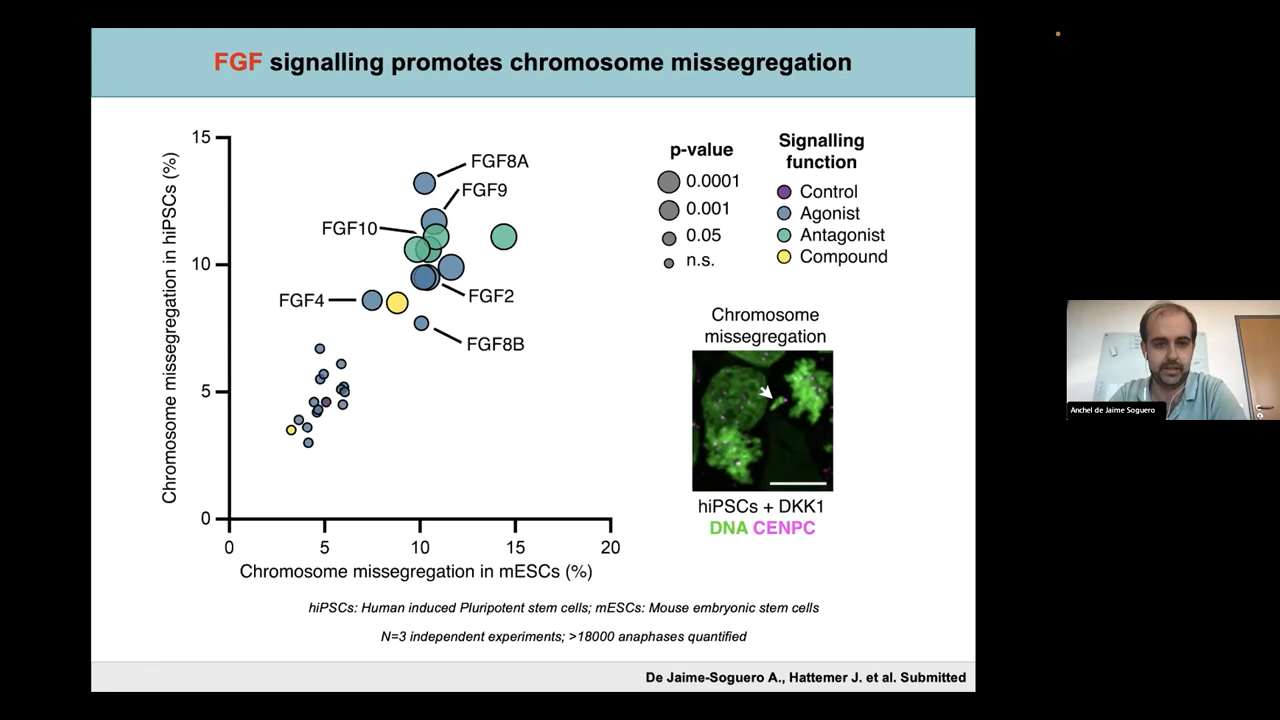 FGF signalling promotes chromosome missegregation
15
10
5
0
Chromosome missegregation in hiPSCs (%)
FGF8A
FGF9
FGF10
FGF4
FGF2
FGF8B
0 5 10 15 20
Chromosome missegregation in mESCs (%)
p-value
0.0001
0.001
0.05
n.s.
Signalling
function
Control
Agonist
Antagonist
Compound
Chromosome
missegregation
hiPSCs + DKK1
DNA CENPC
hiPSCs: Human induced Pluripotent stem cells; mESCs: Mouse embryonic stem cells
N=3 independent experiments; >18000 anaphases quantified
De Jaime-Soguero A., Hattemer J. et al. Submitted
Anchel de Jaime Soguero